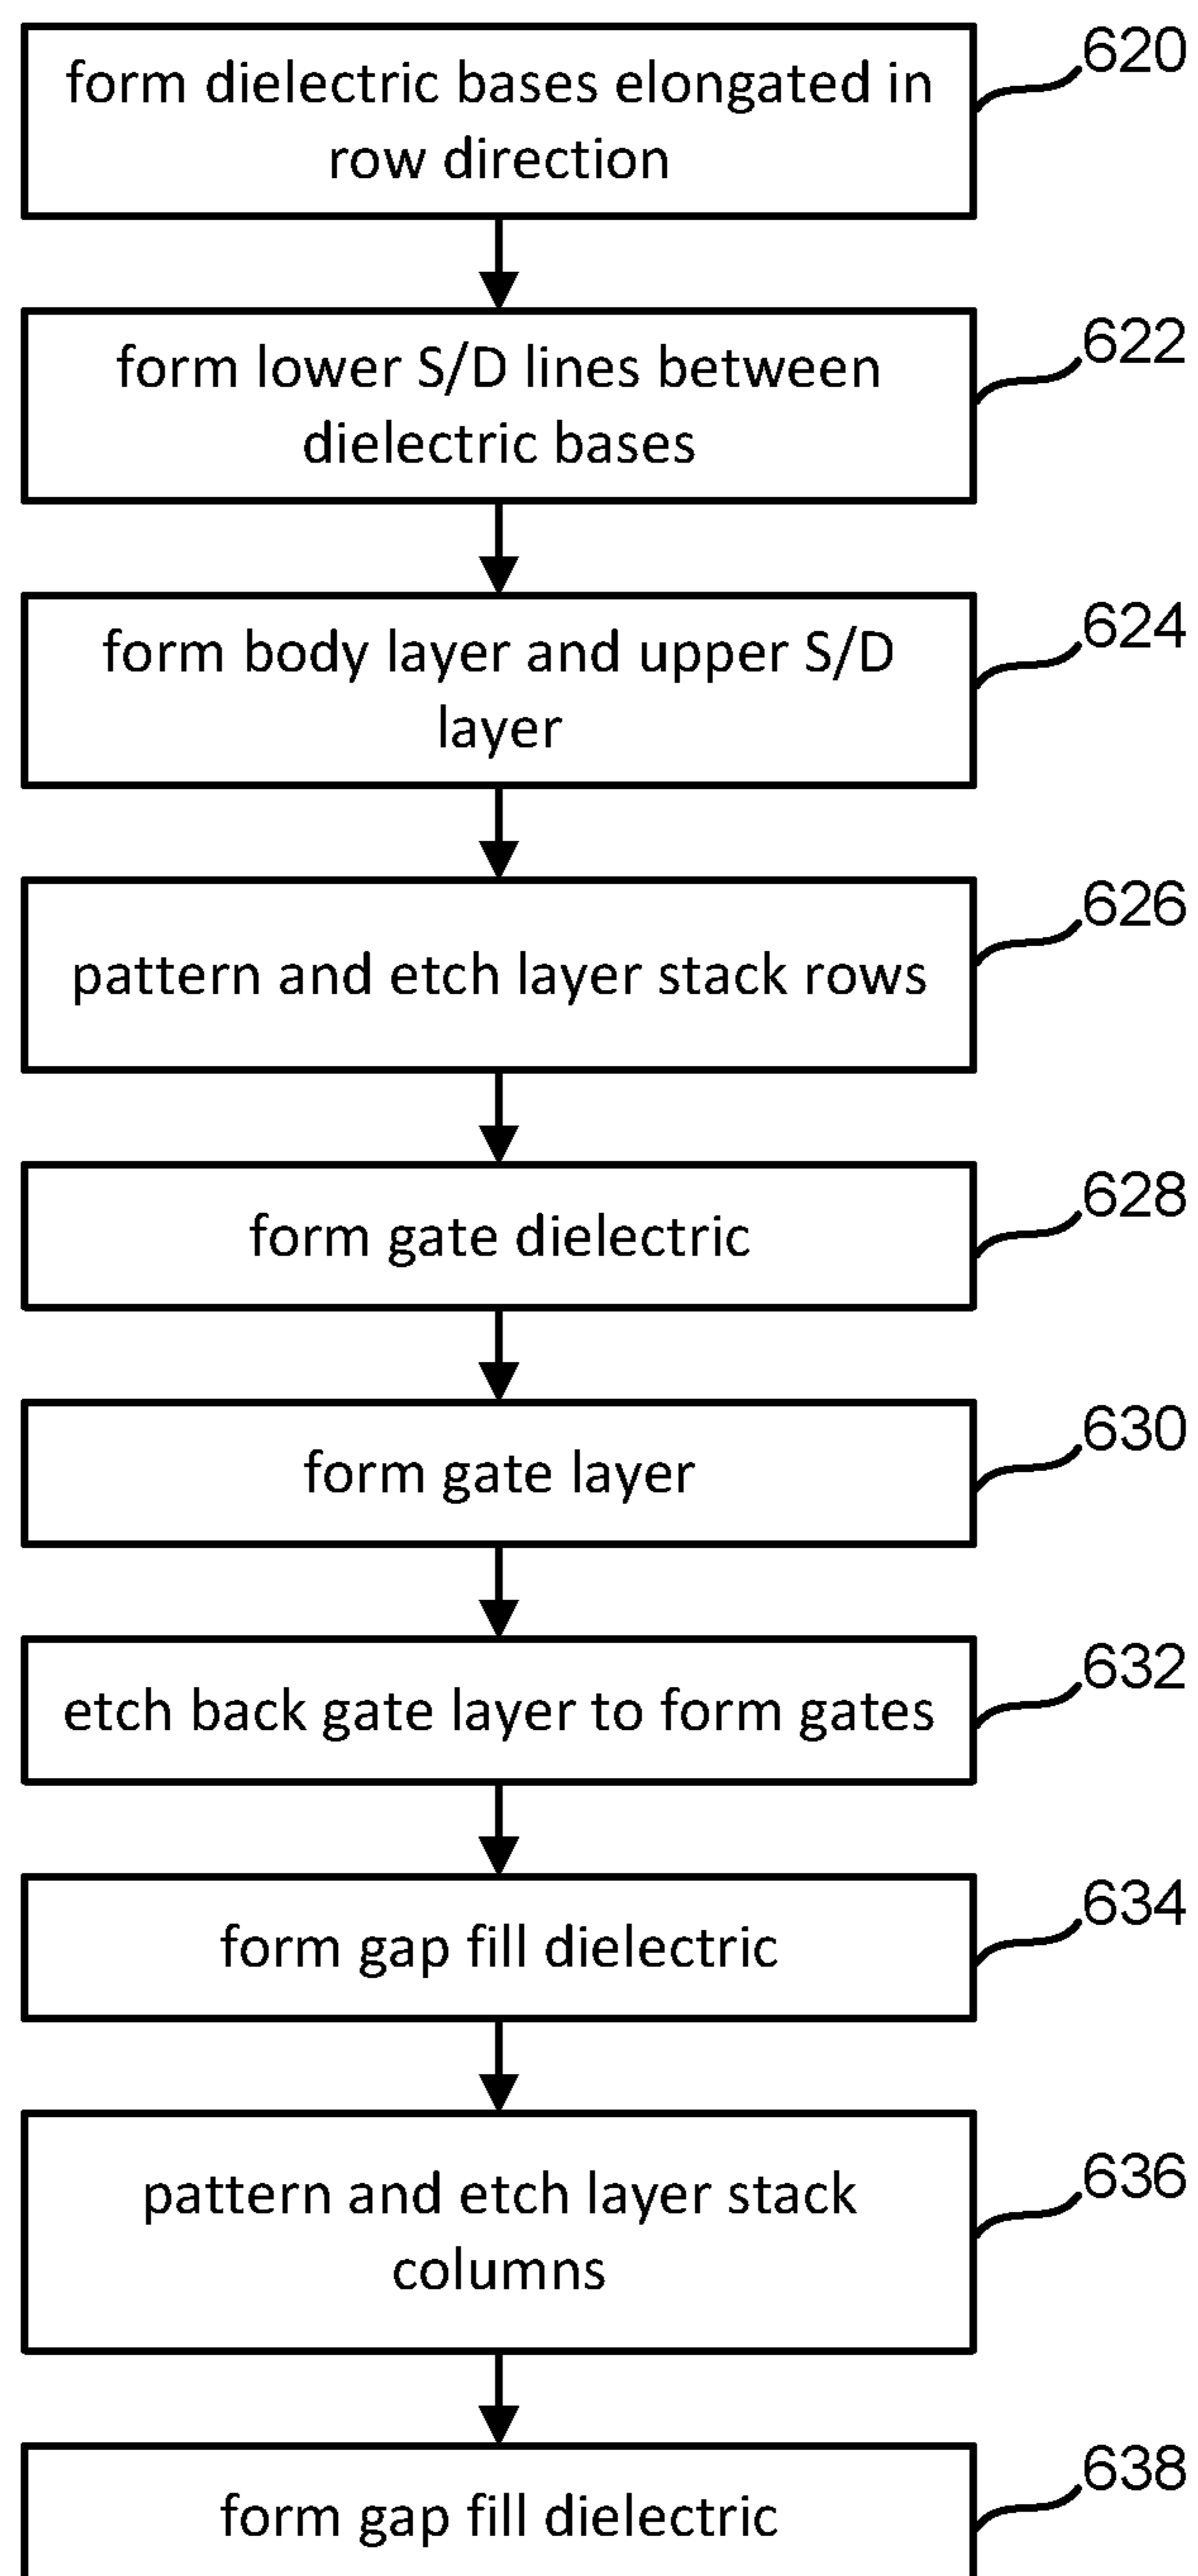 form dielectric bases elongated in
row direction
620
form lower S/D lines between
dielectric bases
622
form body layer and upper S/D
layer
624
pattern and etch layer stack rows
626
form gate dielectric
628
form gate layer
630
etch back gate layer to form gates
632
form gap fill dielectric
634
pattern and etch layer stack
columns
636
form gap fill dielectric
638